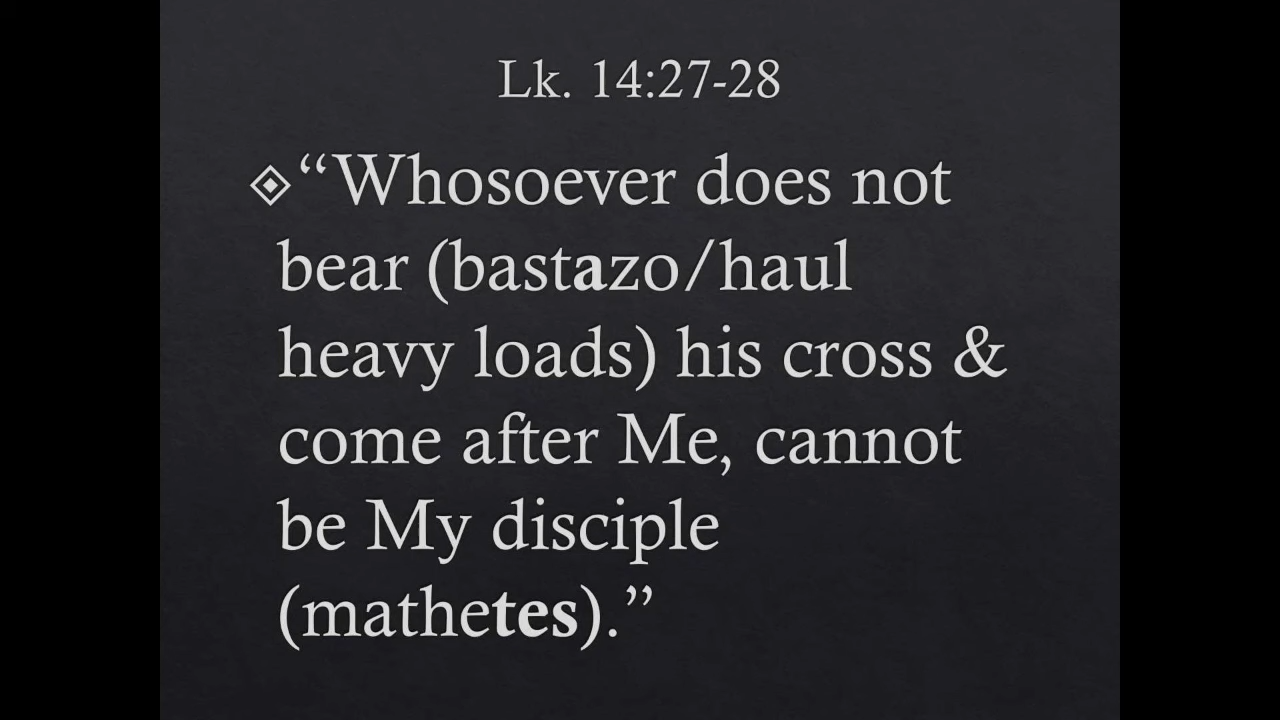 Lk. 14:27-28
“Whosoever does not
bear (bastazo/haul
heavy loads) his cross &
come after Me, cannot
be My disciple
(mathetes).”